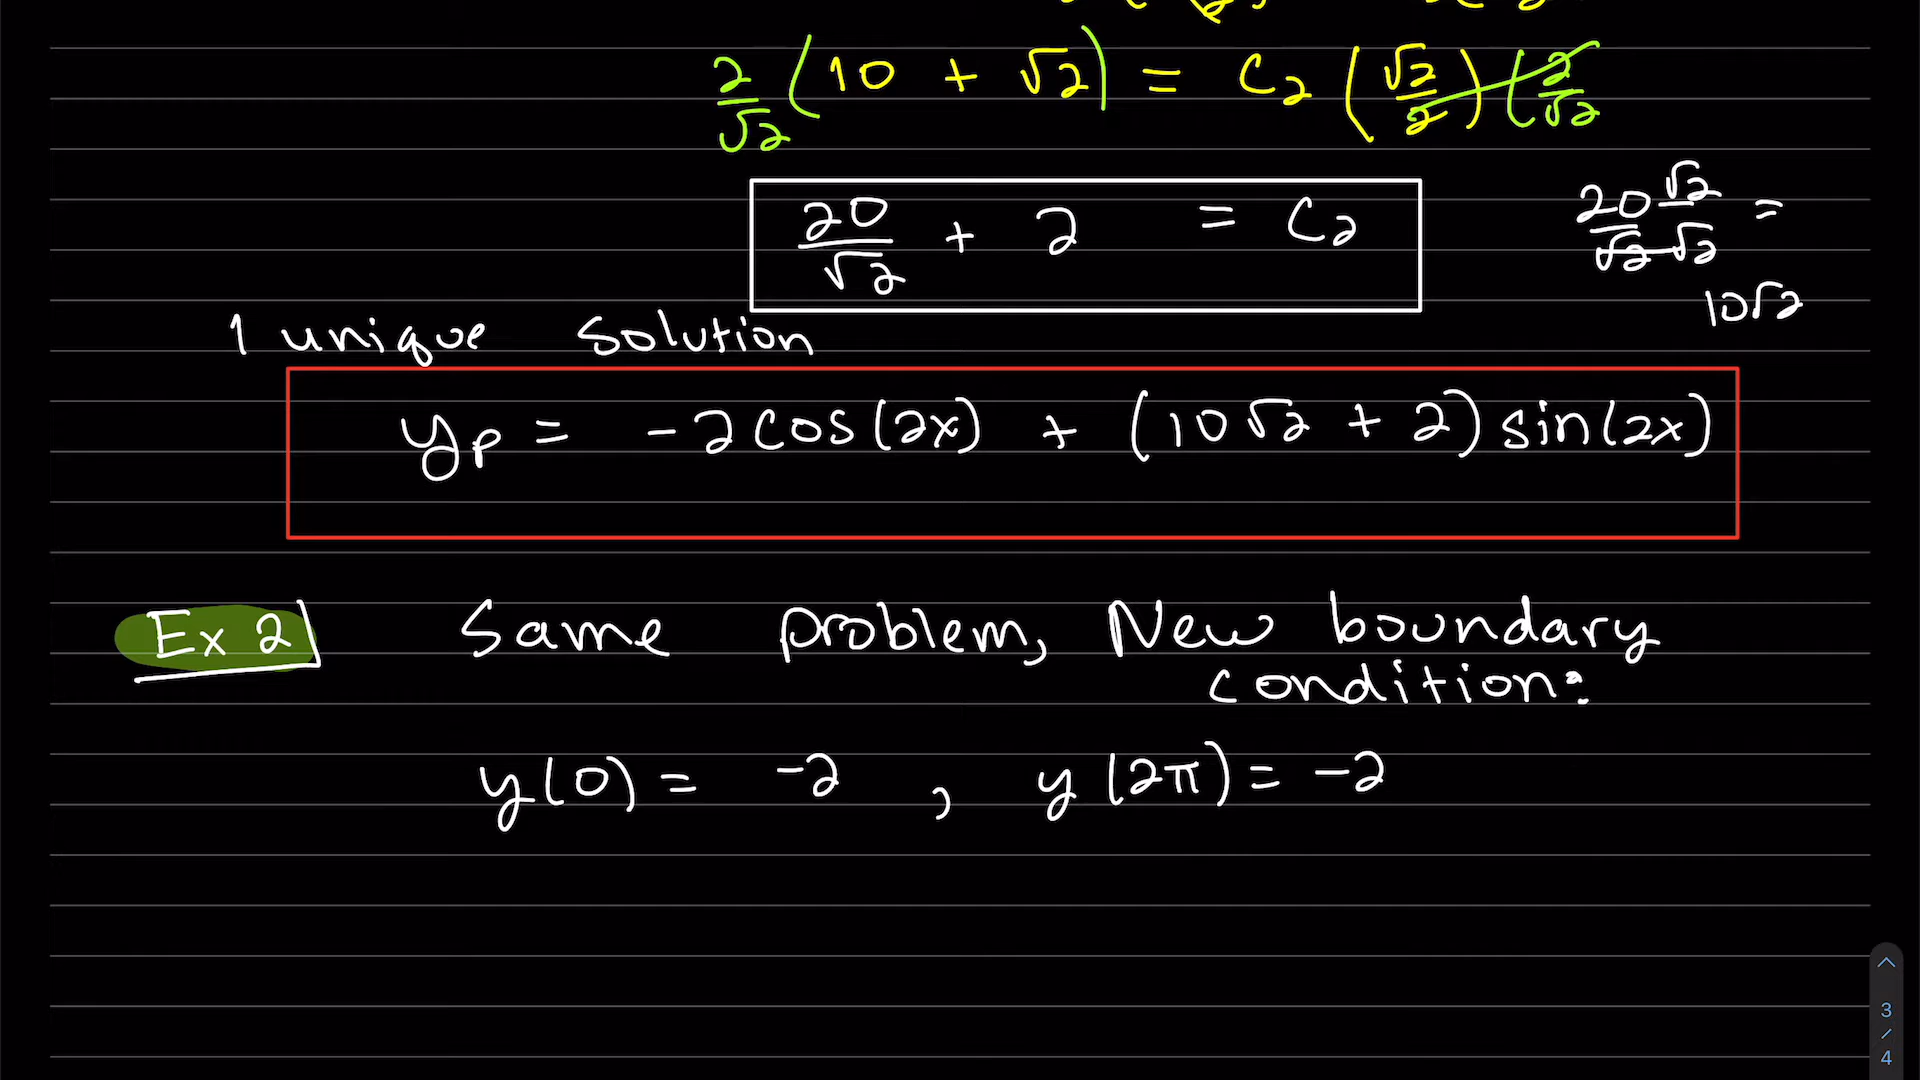 2/√2 (10 + √2) = C₂ (√2/2) (2/√2
20/√2 + 2 = C₂
20/√2 √2/√2 =
10√2
1 unique solution
yₚ = -2cos(2x) + (10√2 + 2) sin(2x)
Ex 2 Same problem, New boundary
condition:
y(0) = -2 , y(2π) = -2
3
/
4